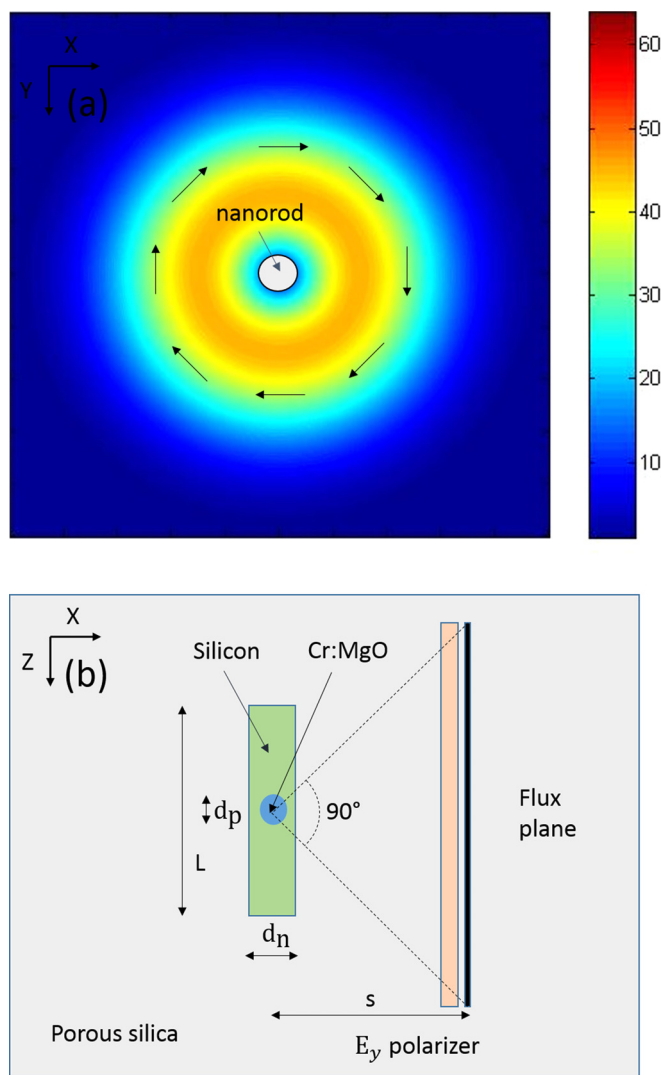 X
Y
(a)
nanorod
60
50
40
30
20
10
X
Z
(b)
Silicon
Cr:MgO
dp
90°
L
Flux
plane
dn
s
Porous silica
Ey polarizer